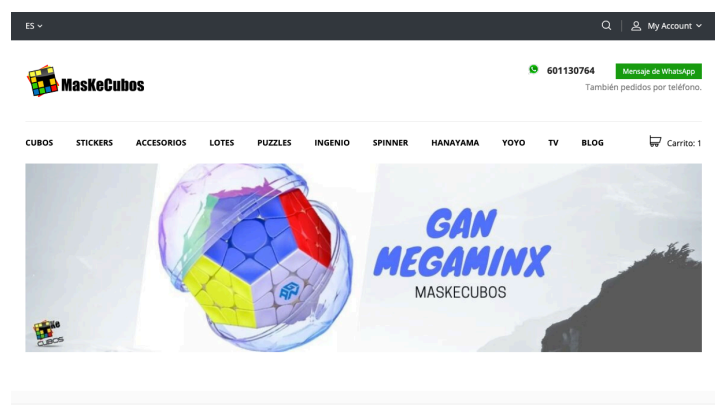 ES
My Account
MasKeCubos
601130764
Mensaje de WhatsApp
También pedidos por teléfono.
CUBOS STICKERS ACCESORIOS LOTES PUZZLES INGENIO SPINNER HANAYAMA YOYO TV BLOG Carrito: 1
GAN
MEGAMINX
MASKECUBOS
CUBOS